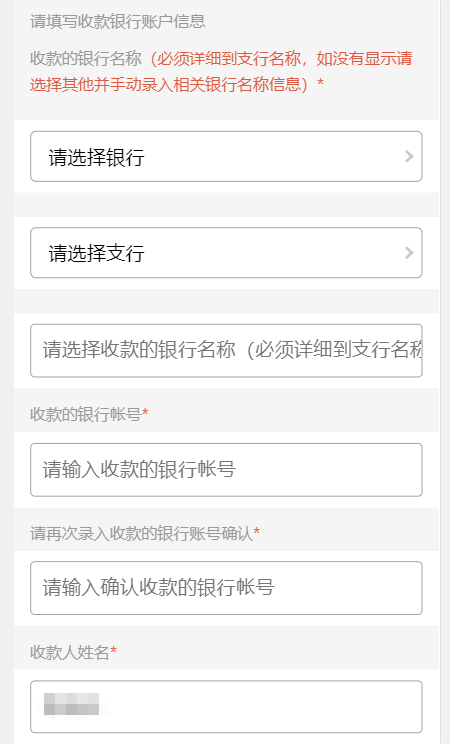 请填写收款银行账户信息
收款的银行名称（必须详细到支行名称，如没有显示请
选择其他并手动录入相关银行名称信息）*
请选择银行
请选择支行
请选择收款的银行名称（必须详细到支行名称
收款的银行帐号*
请输入收款的银行帐号
请再次录入收款的银行账号确认*
请输入确认收款的银行帐号
收款人姓名*